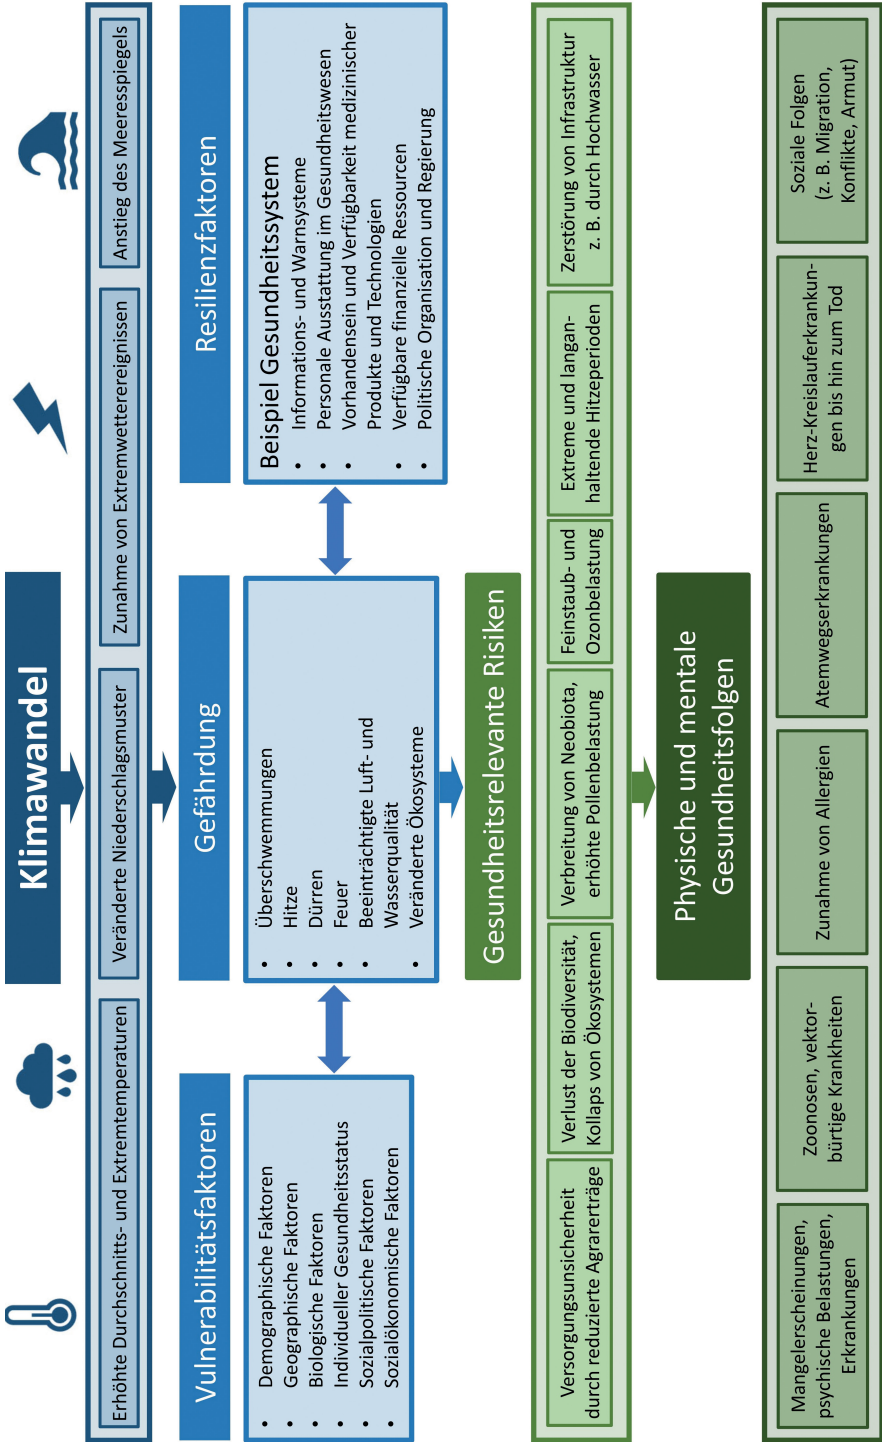 Klimawandel
Erhöhte Durchschnitts- und Extremtemperaturen
Veränderte Niederschlagsmuster
Zunahme von Extremwetterereignissen
Anstieg des Meeresspiegels
Vulnerabilitätsfaktoren
• Demographische Faktoren
• Geographische Faktoren
• Biologische Faktoren
• Individueller Gesundheitsstatus
• Sozialpolitische Faktoren
• Sozialökonomische Faktoren
Gefährdung
• Überschwemmungen
• Hitze
• Dürren
• Feuer
• Beeinträchtigte Luft- und
Wasserqualität
• Veränderte Ökosysteme
Resilienzfaktoren
Beispiel Gesundheitssystem
• Informations- und Warnsysteme
• Personale Ausstattung im Gesundheitswesen
• Vorhandensein und Verfügbarkeit medizinischer
Produkte und Technologien
• Verfügbare finanzielle Ressourcen
• Politische Organisation und Regierung
Gesundheitsrelevante Risiken
Versorgungsunsicherheit
durch reduzierte Agrarerträge
Verlust der Biodiversität,
Kollaps von Ökosystemen
Verbreitung von Neobiota,
erhöhte Pollenbelastung
Feinstaub- und
Ozonbelastung
Extreme und langan-
haltende Hitzeperioden
Zerstörung von Infrastruktur
z. B. durch Hochwasser
Physische und mentale
Gesundheitsfolgen
Mangelerscheinungen,
psychische Belastungen,
Erkrankungen
Zoonosen, vektor-
bürtige Krankheiten
Zunahme von Allergien
Atemwegserkrankungen
Herz-Kreislauferkrankun-
gen bis hin zum Tod
Soziale Folgen
(z. B. Migration,
Konflikte, Armut)